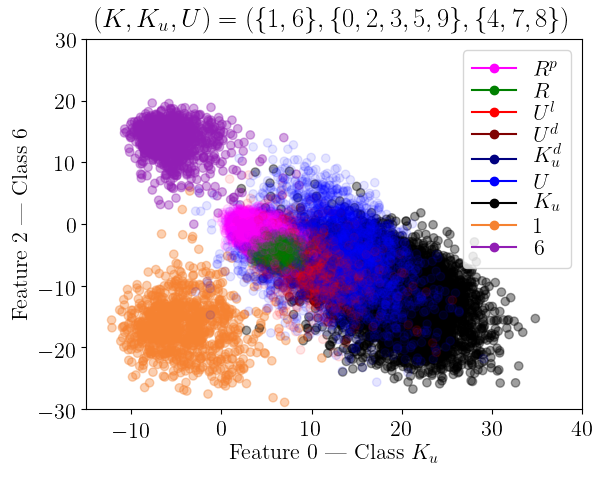 (K, K_u, U) = ({1, 6}, {0, 2, 3, 5, 9}, {4, 7, 8})
30
20
10
0
−10
−20
−30
Feature 2 — Class 6
R^p
R
U^l
U^d
K_u^d
U
K_u
1
6
−10
0
10
20
30
40
Feature 0 — Class K_u